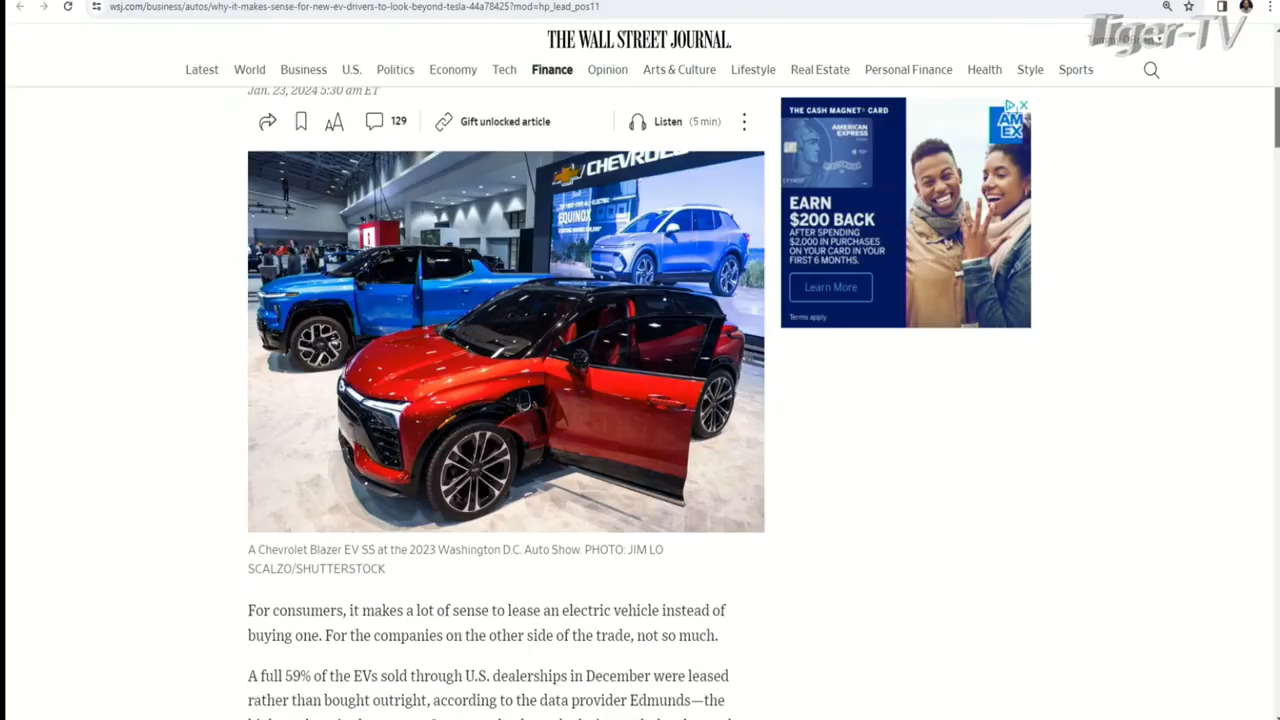 wsj.com/business/autos/why-it-makes-sense-for-new-ev-drivers-to-look-beyond-tesla-44a78425?mod=hp_lead_pos11
Tiger-TV
THE WALL STREET JOURNAL.
Latest World Business U.S. Politics Economy Tech Finance Opinion Arts & Culture Lifestyle Real Estate Personal Finance Health Style Sports
Jan. 23, 2024 5:30 am ET
129 Gift unlocked article Listen (5 min)
CHEVROLET
EQUINOX
THE CASH MAGNET® CARD
AMERICAN EXPRESS
AM EX
EARN
$200 BACK
AFTER SPENDING
$2,000 IN PURCHASES
ON YOUR CARD IN YOUR
FIRST 6 MONTHS.
Learn More
Terms apply.
A Chevrolet Blazer EV SS at the 2023 Washington D.C. Auto Show. PHOTO: JIM LO
SCALZO/SHUTTERSTOCK
For consumers, it makes a lot of sense to lease an electric vehicle instead of
buying one. For the companies on the other side of the trade, not so much.
A full 59% of the EVs sold through U.S. dealerships in December were leased
rather than bought outright, according to the data provider Edmunds—the